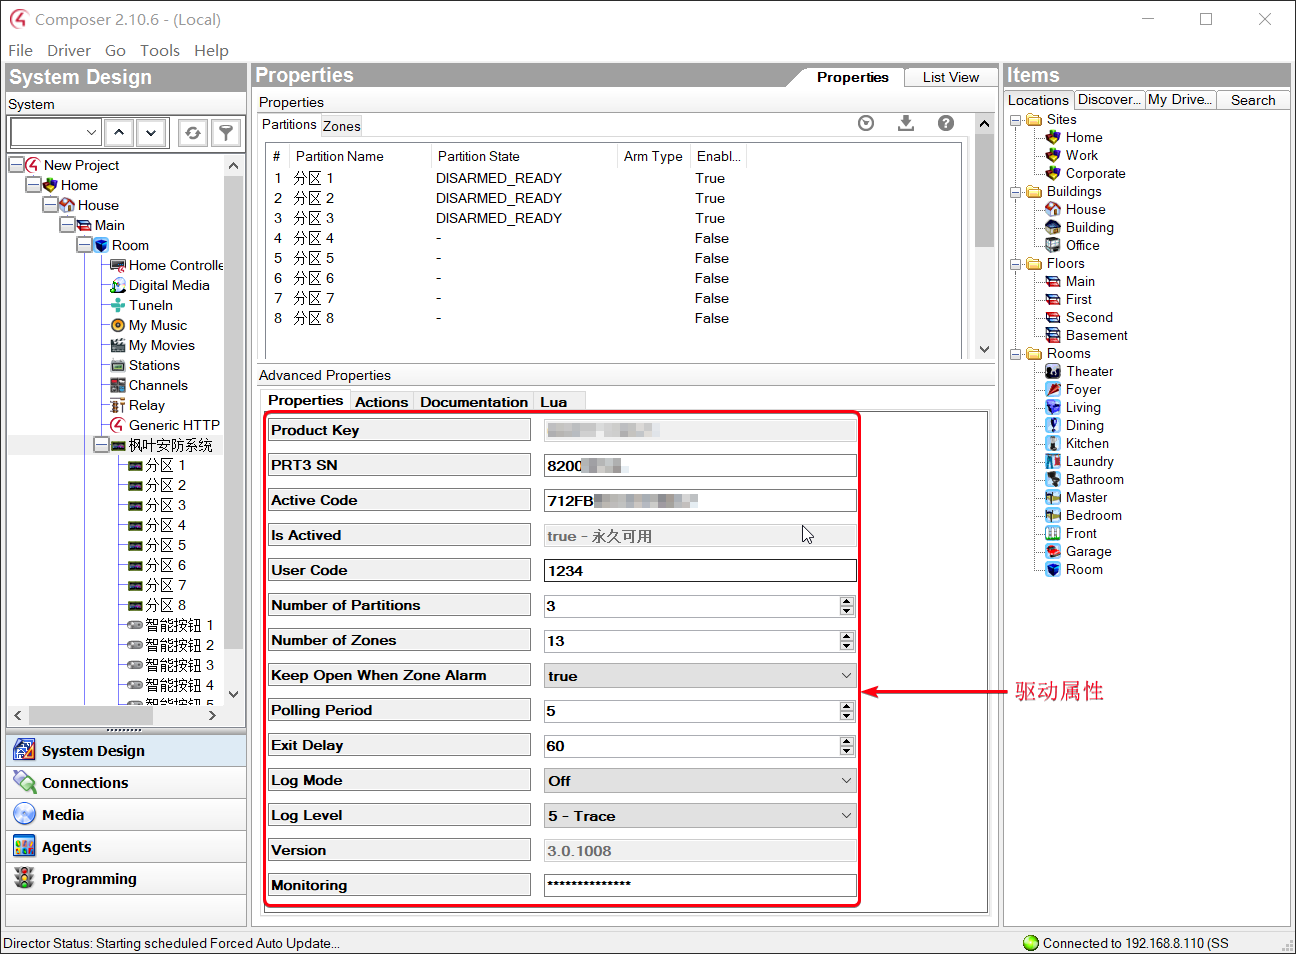 Composer 2.10.6 - (Local)
File Driver Go Tools Help
System Design
System
New Project
Home
House
Main
Room
Home Controlle
Digital Media
TuneIn
My Music
My Movies
Stations
Channels
Relay
Generic HTTP
枫叶安防系统
分区 1
分区 2
分区 3
分区 4
分区 5
分区 6
分区 7
分区 8
智能按钮 1
智能按钮 2
智能按钮 3
智能按钮 4
智能按钮 5
System Design
Connections
Media
Agents
Programming
Properties
Properties List View
Properties
Partitions Zones
# Partition Name Partition State Arm Type Enabl...
1 分区 1 DISARMED_READY True
2 分区 2 DISARMED_READY True
3 分区 3 DISARMED_READY True
4 分区 4 - False
5 分区 5 - False
6 分区 6 - False
7 分区 7 - False
8 分区 8 - False
Advanced Properties
Properties Actions Documentation Lua
Product Key
PRT3 SN 8200
Active Code 712FB
Is Actived true - 永久可用
User Code 1234
Number of Partitions 3
Number of Zones 13
Keep Open When Zone Alarm true
Polling Period 5
Exit Delay 60
Log Mode Off
Log Level 5 - Trace
Version 3.0.1008
Monitoring **************
驱动属性
Items
Locations Discover... My Drive... Search
Sites
Home
Work
Corporate
Buildings
House
Building
Office
Floors
Main
First
Second
Basement
Rooms
Theater
Foyer
Living
Dining
Kitchen
Laundry
Bathroom
Master
Bedroom
Front
Garage
Room
Director Status: Starting scheduled Forced Auto Update...
Connected to 192.168.8.110 (SS